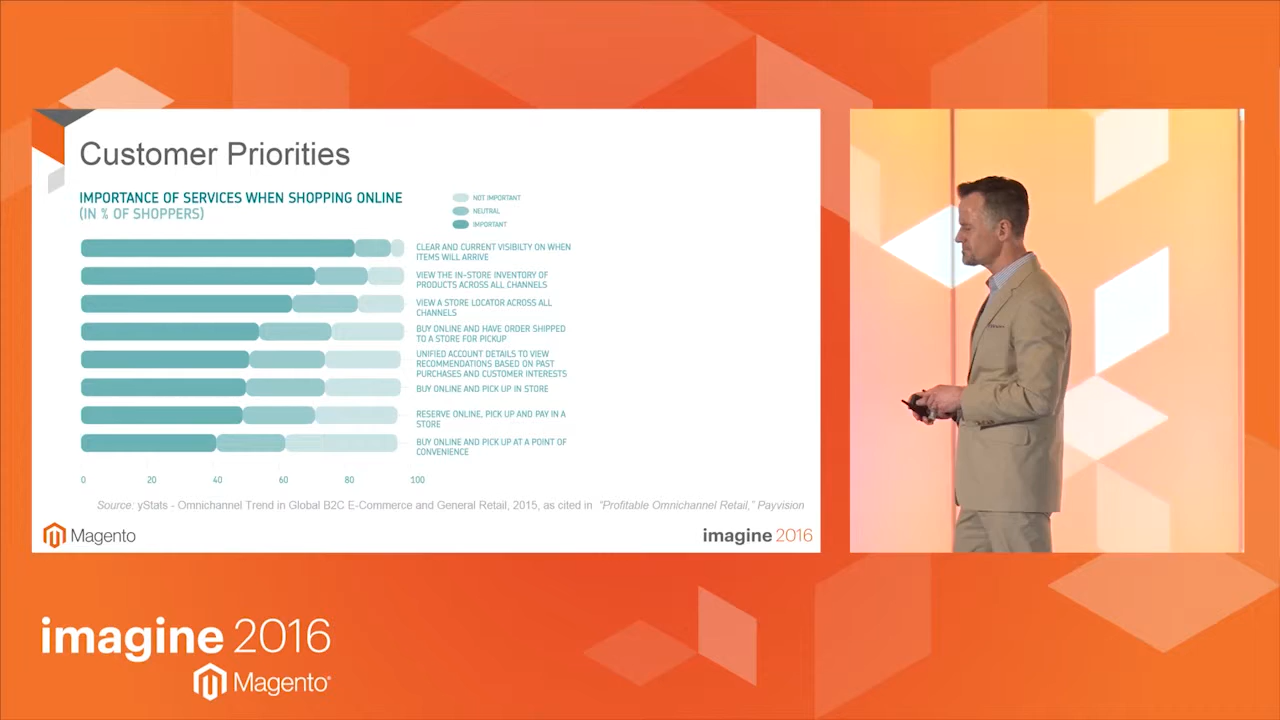 Customer Priorities
IMPORTANCE OF SERVICES WHEN SHOPPING ONLINE
(IN % OF SHOPPERS)
NOT IMPORTANT
NEUTRAL
IMPORTANT
CLEAR AND CURRENT VISIBILTY ON WHEN
ITEMS WILL ARRIVE
VIEW THE IN-STORE INVENTORY OF
PRODUCTS ACROSS ALL CHANNELS
VIEW A STORE LOCATOR ACROSS ALL
CHANNELS
BUY ONLINE AND HAVE ORDER SHIPPED
TO A STORE FOR PICKUP
UNIFIED ACCOUNT DETAILS TO VIEW
RECOMMENDATIONS BASED ON PAST
PURCHASES AND CUSTOMER INTERESTS
BUY ONLINE AND PICK UP IN STORE
RESERVE ONLINE, PICK UP AND PAY IN A
STORE
BUY ONLINE AND PICK UP AT A POINT OF
CONVENIENCE
0 20 40 60 80 100
Source: yStats - Omnichannel Trend in Global B2C E-Commerce and General Retail, 2015, as cited in "Profitable Omnichannel Retail," Payvision
Magento
imagine 2016
imagine 2016
Magento®